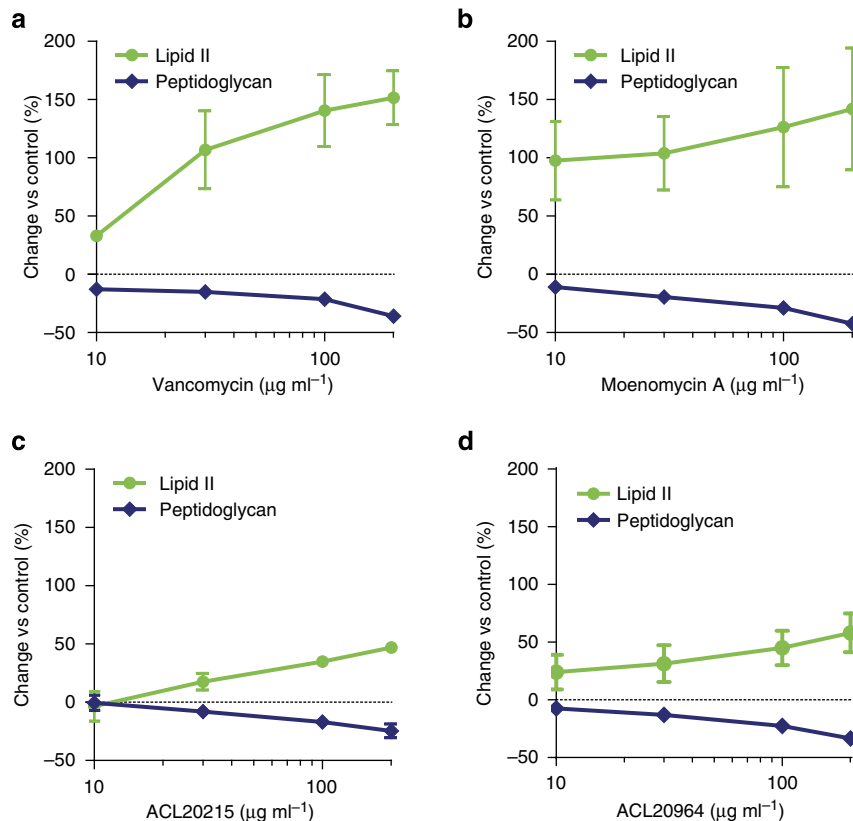 a
200
150
100
50
0
–50
Change vs control (%)
Lipid II
Peptidoglycan
10
100
Vancomycin (μg ml⁻¹)
b
200
150
100
50
0
–50
Change vs control (%)
Lipid II
Peptidoglycan
10
100
Moenomycin A (μg ml⁻¹)
c
200
150
100
50
0
–50
Change vs control (%)
Lipid II
Peptidoglycan
10
100
ACL20215 (μg ml⁻¹)
d
200
150
100
50
0
–50
Change vs control (%)
Lipid II
Peptidoglycan
10
100
ACL20964 (μg ml⁻¹)